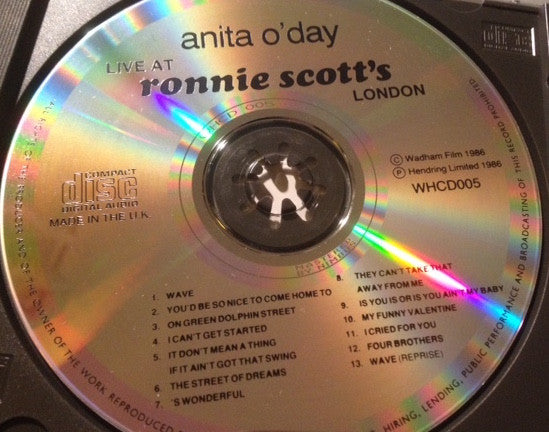 anita o'day
LIVE AT
ronnie scott's
LONDON
COMPACT
disc
DIGITAL AUDIO
MADE IN THE U.K.
© Wadham Film 1986
℗ Hendring Limited 1986
WHCD005
1. WAVE
2. YOU'D BE SO NICE TO COME HOME TO
3. ON GREEN DOLPHIN STREET
4. I CAN'T GET STARTED
5. IT DON'T MEAN A THING
IF IT AIN'T GOT THAT SWING
6. THE STREET OF DREAMS
7. 'S WONDERFUL
8. THEY CAN'T TAKE THAT
AWAY FROM ME
9. IS YOU IS OR IS YOU AIN'T MY BABY
10. MY FUNNY VALENTINE
11. I CRIED FOR YOU
12. FOUR BROTHERS
13. WAVE (REPRISE)
MASTERED
BY NIMBUS
OWNER OF THE WORK REPRODUCED
HIRING, LENDING, PUBLIC PERFORMANCE AND BROADCASTING OF THIS RECORD PROHIBITED